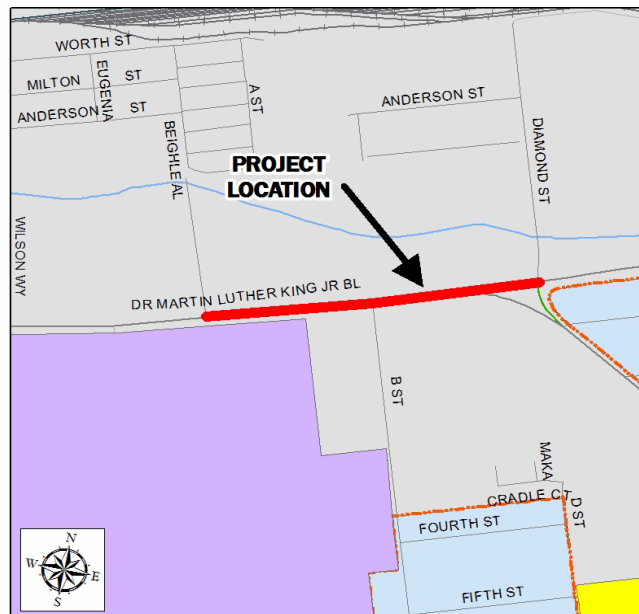 WORTH ST
MILTON ST
EUGENIA
ANDERSON ST
A ST
ANDERSON ST
BEIGHLE AL
DIAMOND ST
PROJECT
LOCATION
WILSON WY
DR MARTIN LUTHER KING JR BL
B ST
MAKA
CRADLE CT
D ST
FOURTH ST
FIFTH ST
N
W
E
S